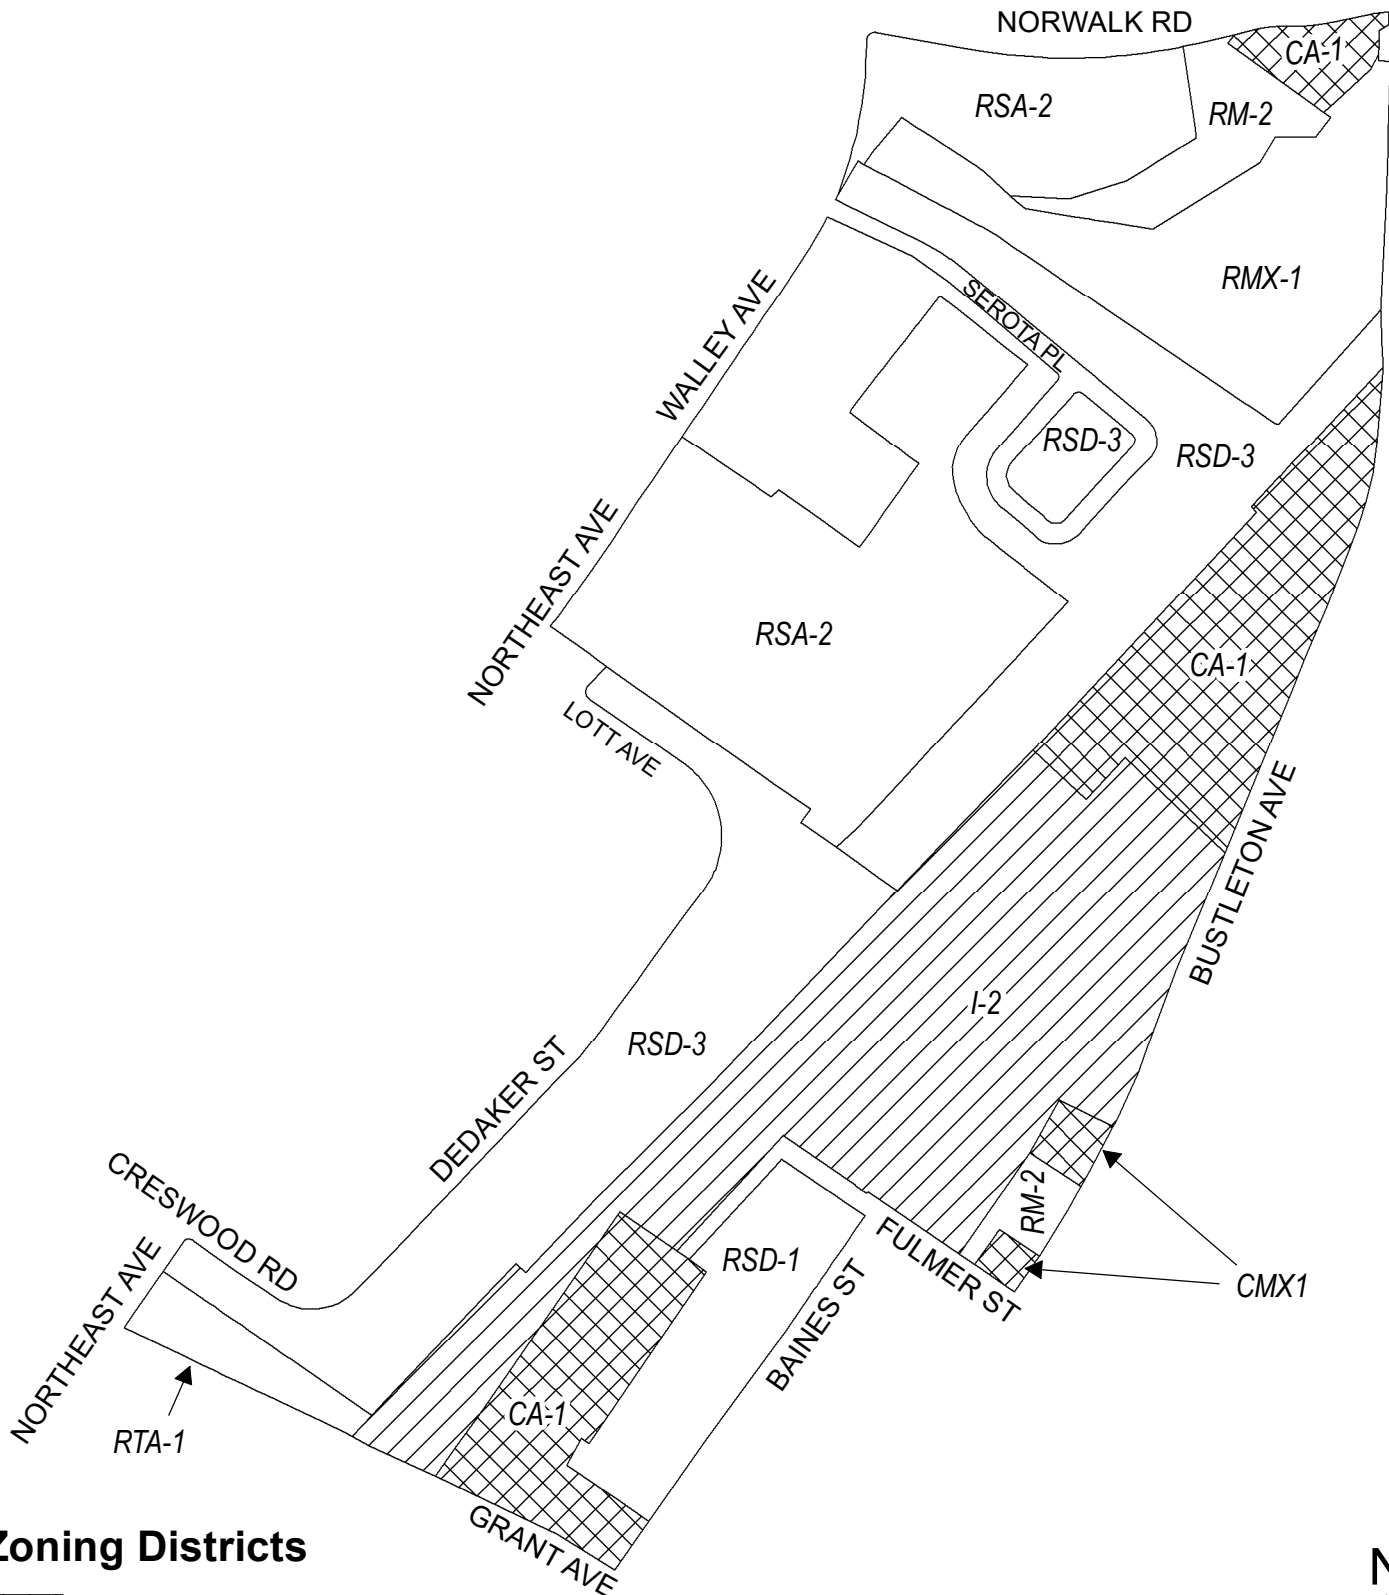 NORWALK RD
CA-1
RSA-2
RM-2
RMX-1
WALLEY AVE
SEROTA PL
RSD-3
RSD-3
NORTHEAST AVE
RSA-2
CA-1
LOTT AVE
BUSTLETON AVE
I-2
RSD-3
DEDAKER ST
CRESWOOD RD
RM-2
NORTHEAST AVE
RSD-1
FULMER ST
BAINES ST
CMX1
CA-1
RTA-1
GRANT AVE
Zoning Districts
N